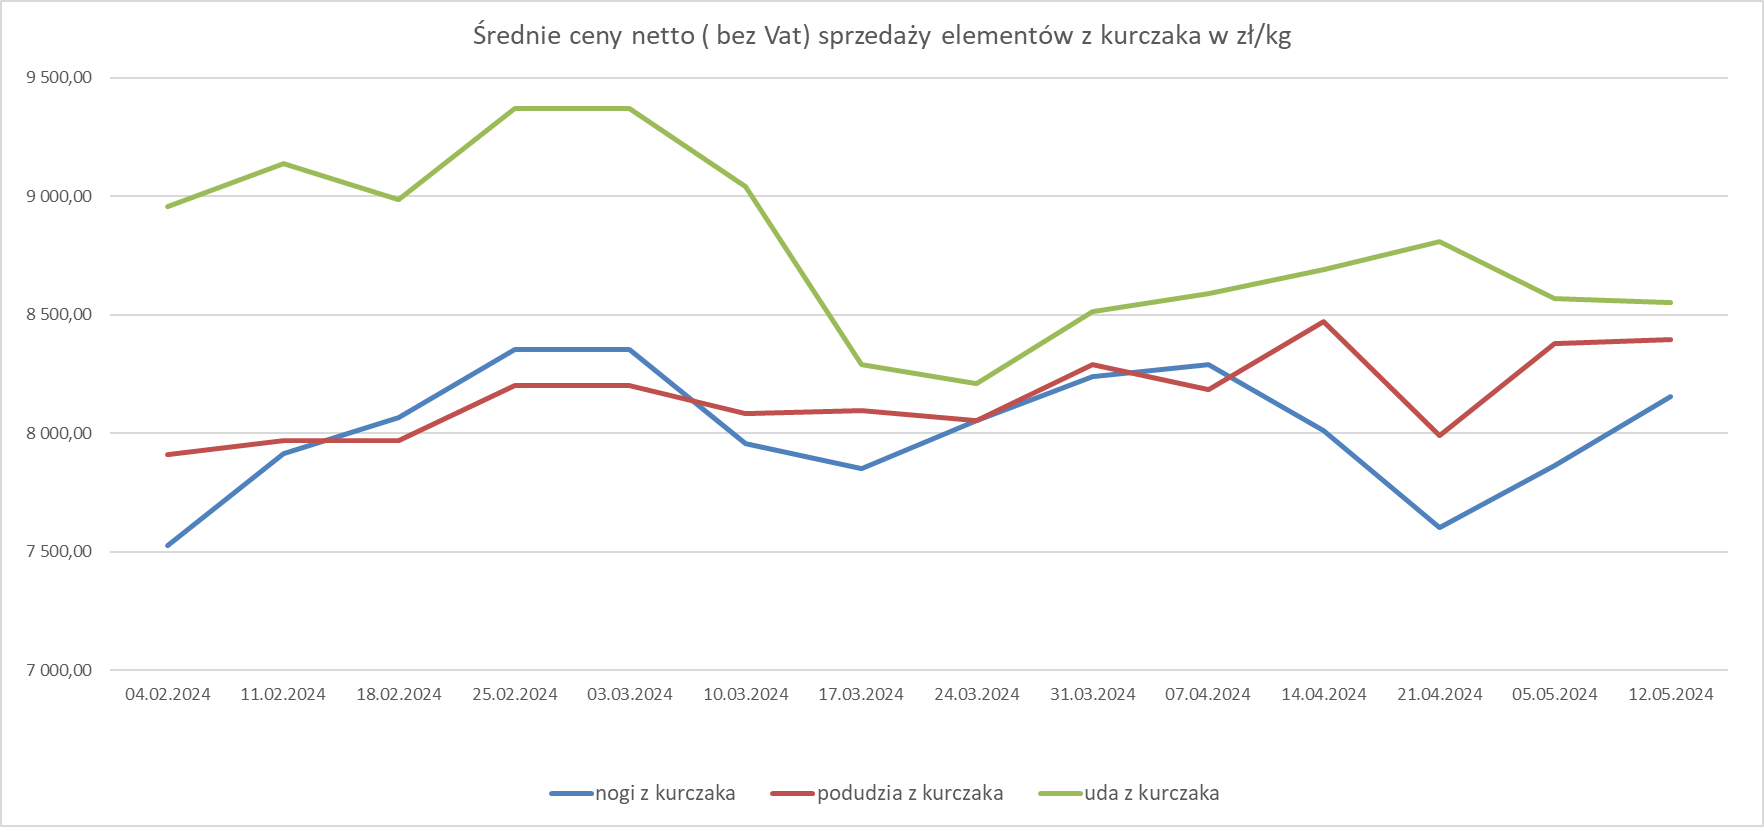 Średnie ceny netto ( bez Vat) sprzedaży elementów z kurczaka w zł/kg
9 500,00
9 000,00
8 500,00
8 000,00
7 500,00
7 000,00
04.02.2024 11.02.2024 18.02.2024 25.02.2024 03.03.2024 10.03.2024 17.03.2024 24.03.2024 31.03.2024 07.04.2024 14.04.2024 21.04.2024 05.05.2024 12.05.2024
nogi z kurczaka podudzia z kurczaka uda z kurczaka